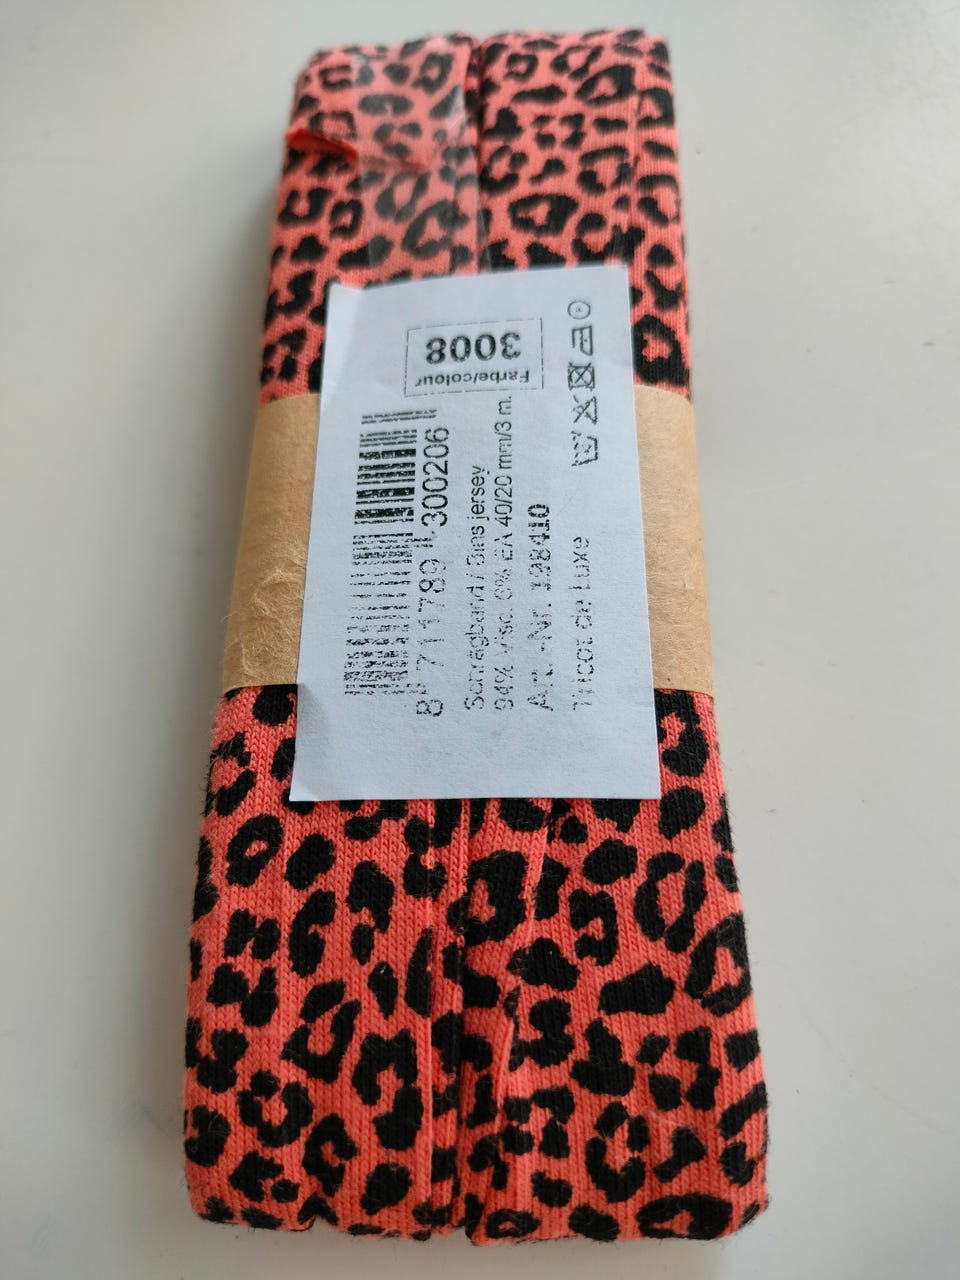 Tricot de Luxe
Art.-Nr. 128410
94% Visc. 6% EA 40/20 mm/3 m.
Schrägband / Bias jersey
8 711789 300206
Farbe/colour
3008